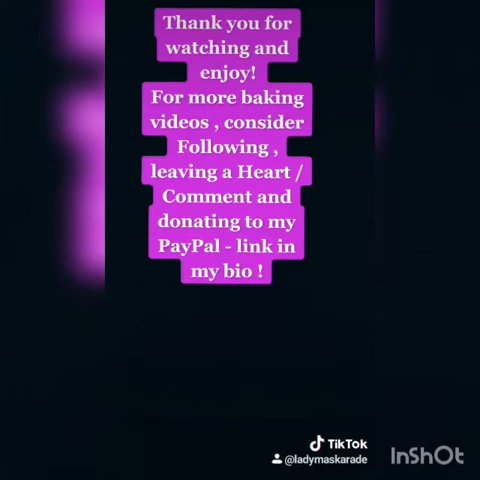 Thank you for
watching and
enjoy!
For more baking
videos , consider
Following ,
leaving a Heart /
Comment and
donating to my
PayPal - link in
my bio !
TikTok
@ladymaskarade
InShOt